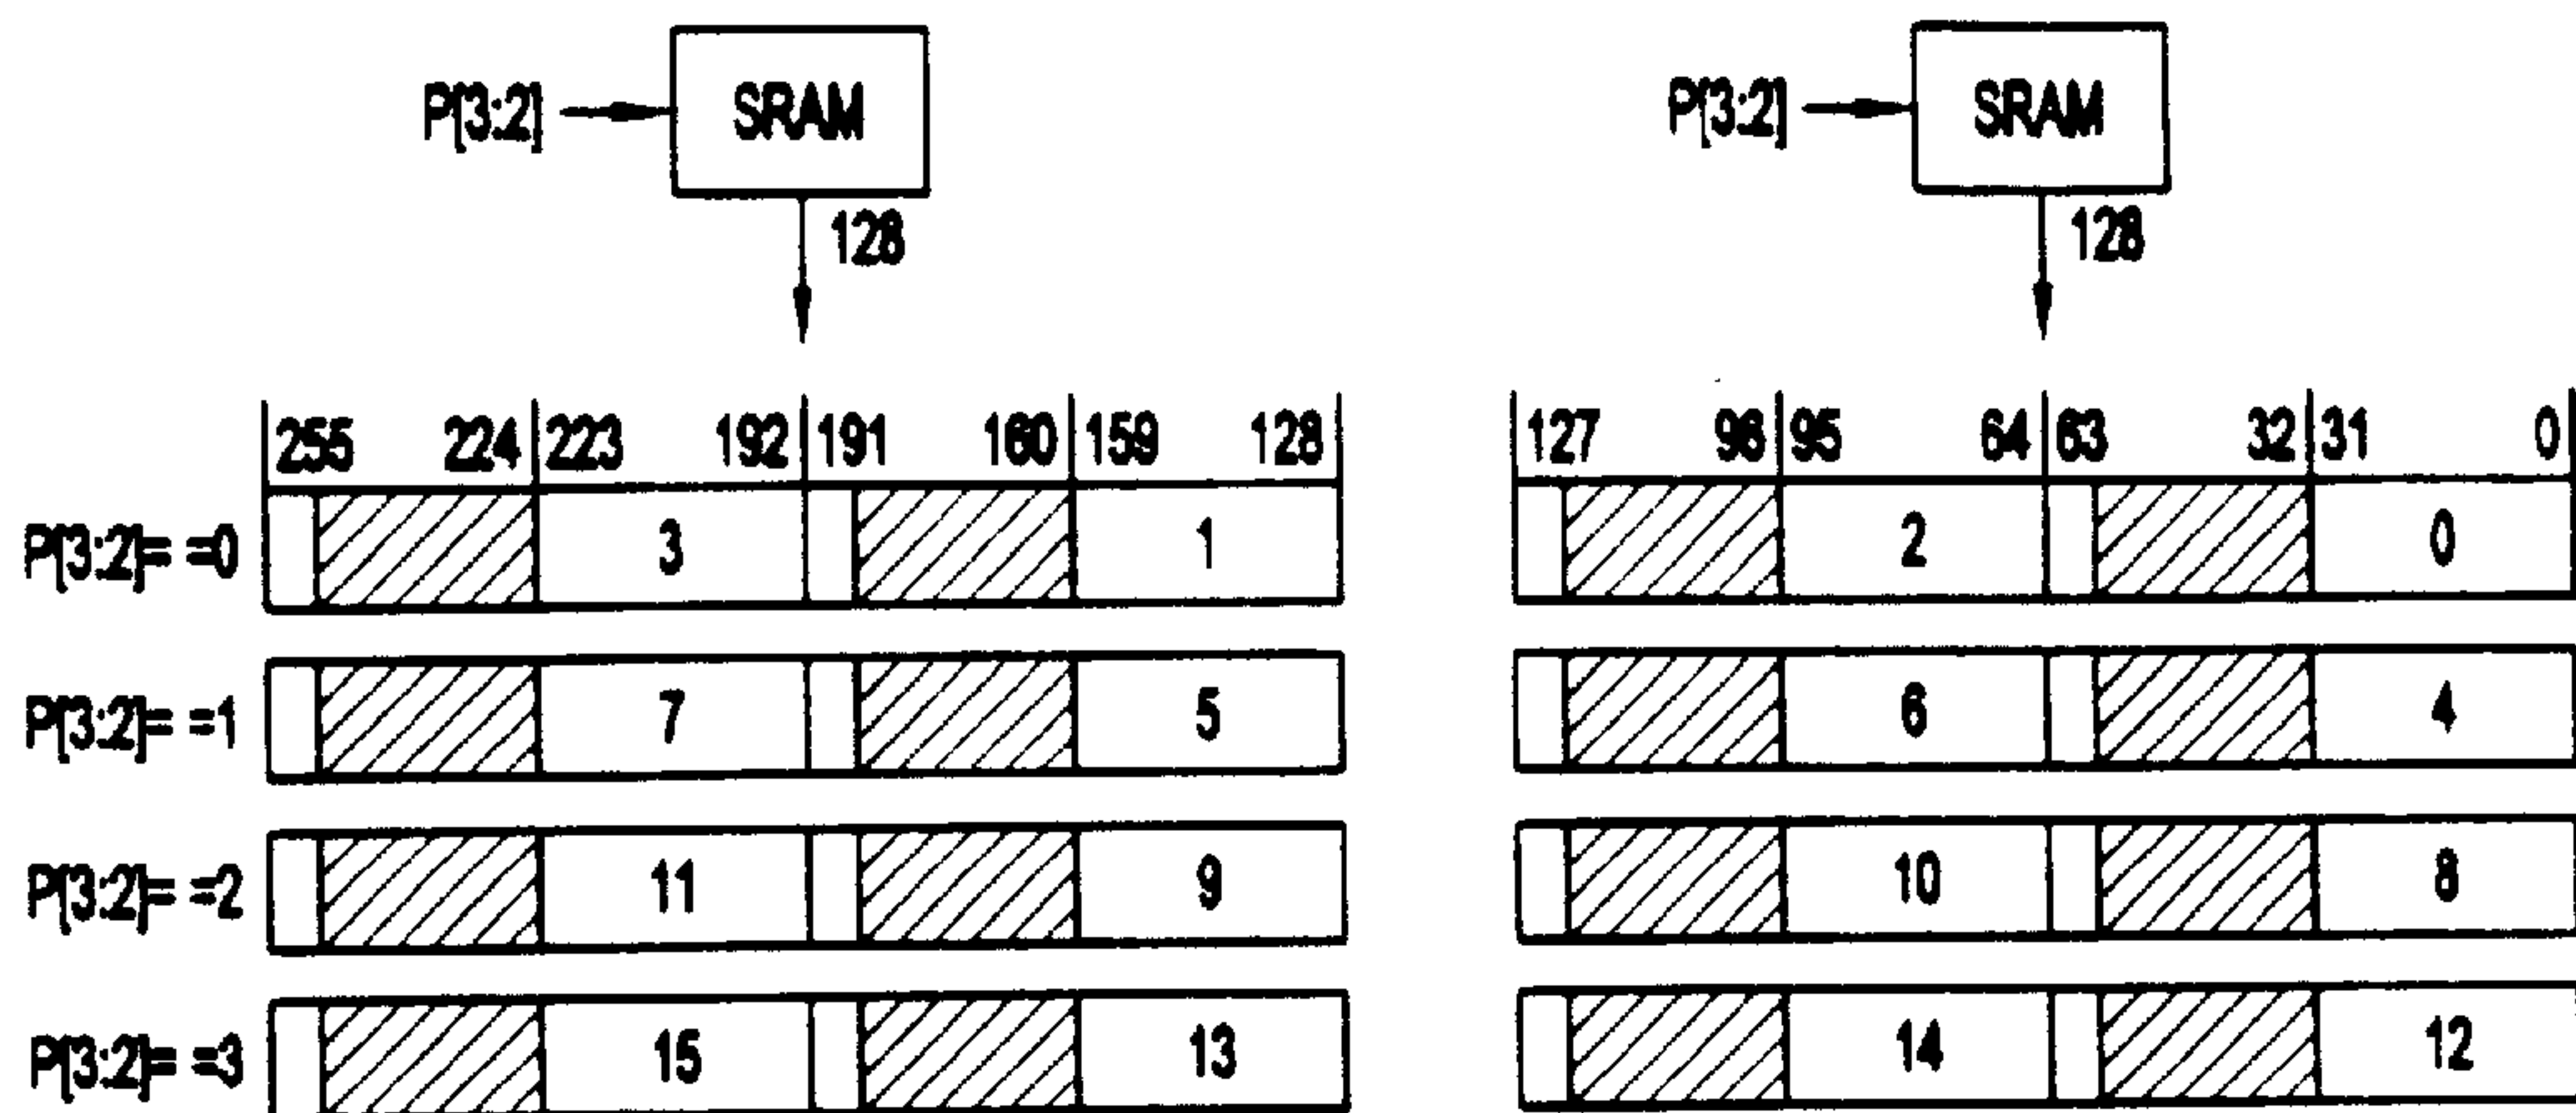 P[3:2] SRAM P[3:2] SRAM
128 128
255 224 223 192 191 160 159 128 127 96 95 64 63 32 31 0
P[3:2]= =0 3 1 2 0
P[3:2]= =1 7 5 6 4
P[3:2]= =2 11 9 10 8
P[3:2]= =3 15 13 14 12